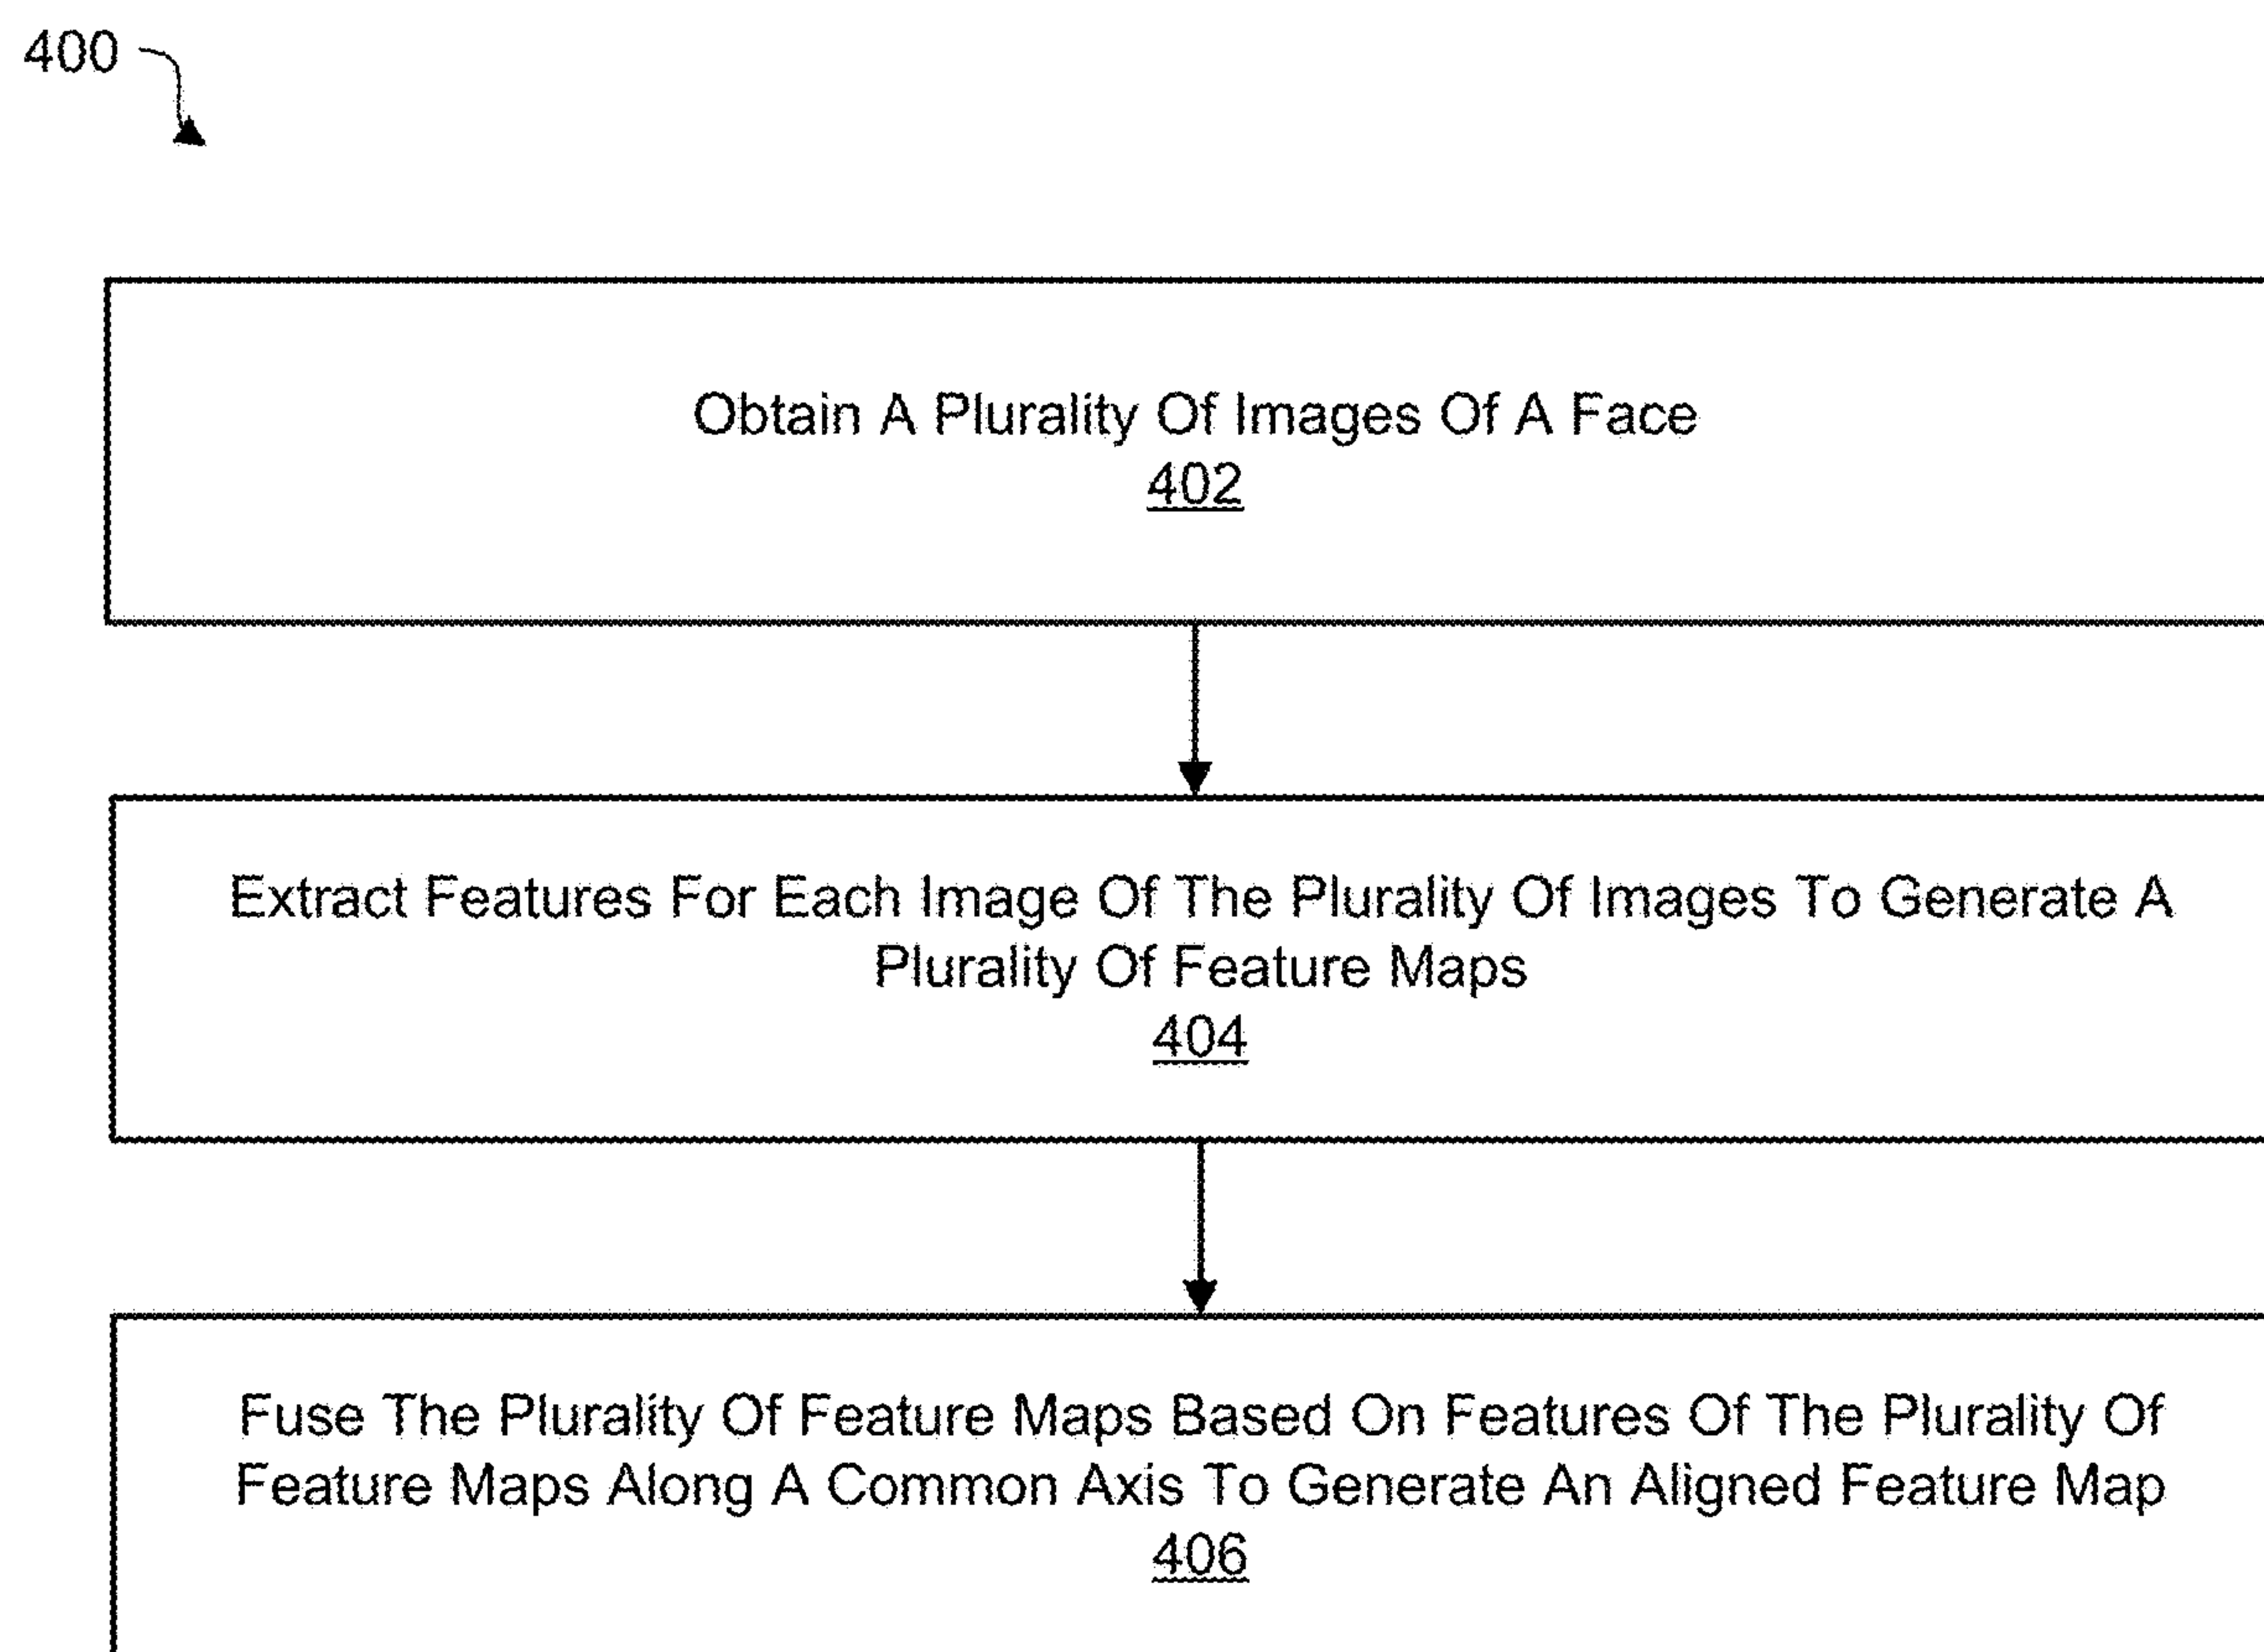 400
Obtain A Plurality Of Images Of A Face
402
Extract Features For Each Image Of The Plurality Of Images To Generate A
Plurality Of Feature Maps
404
Fuse The Plurality Of Feature Maps Based On Features Of The Plurality Of
Feature Maps Along A Common Axis To Generate An Aligned Feature Map
406